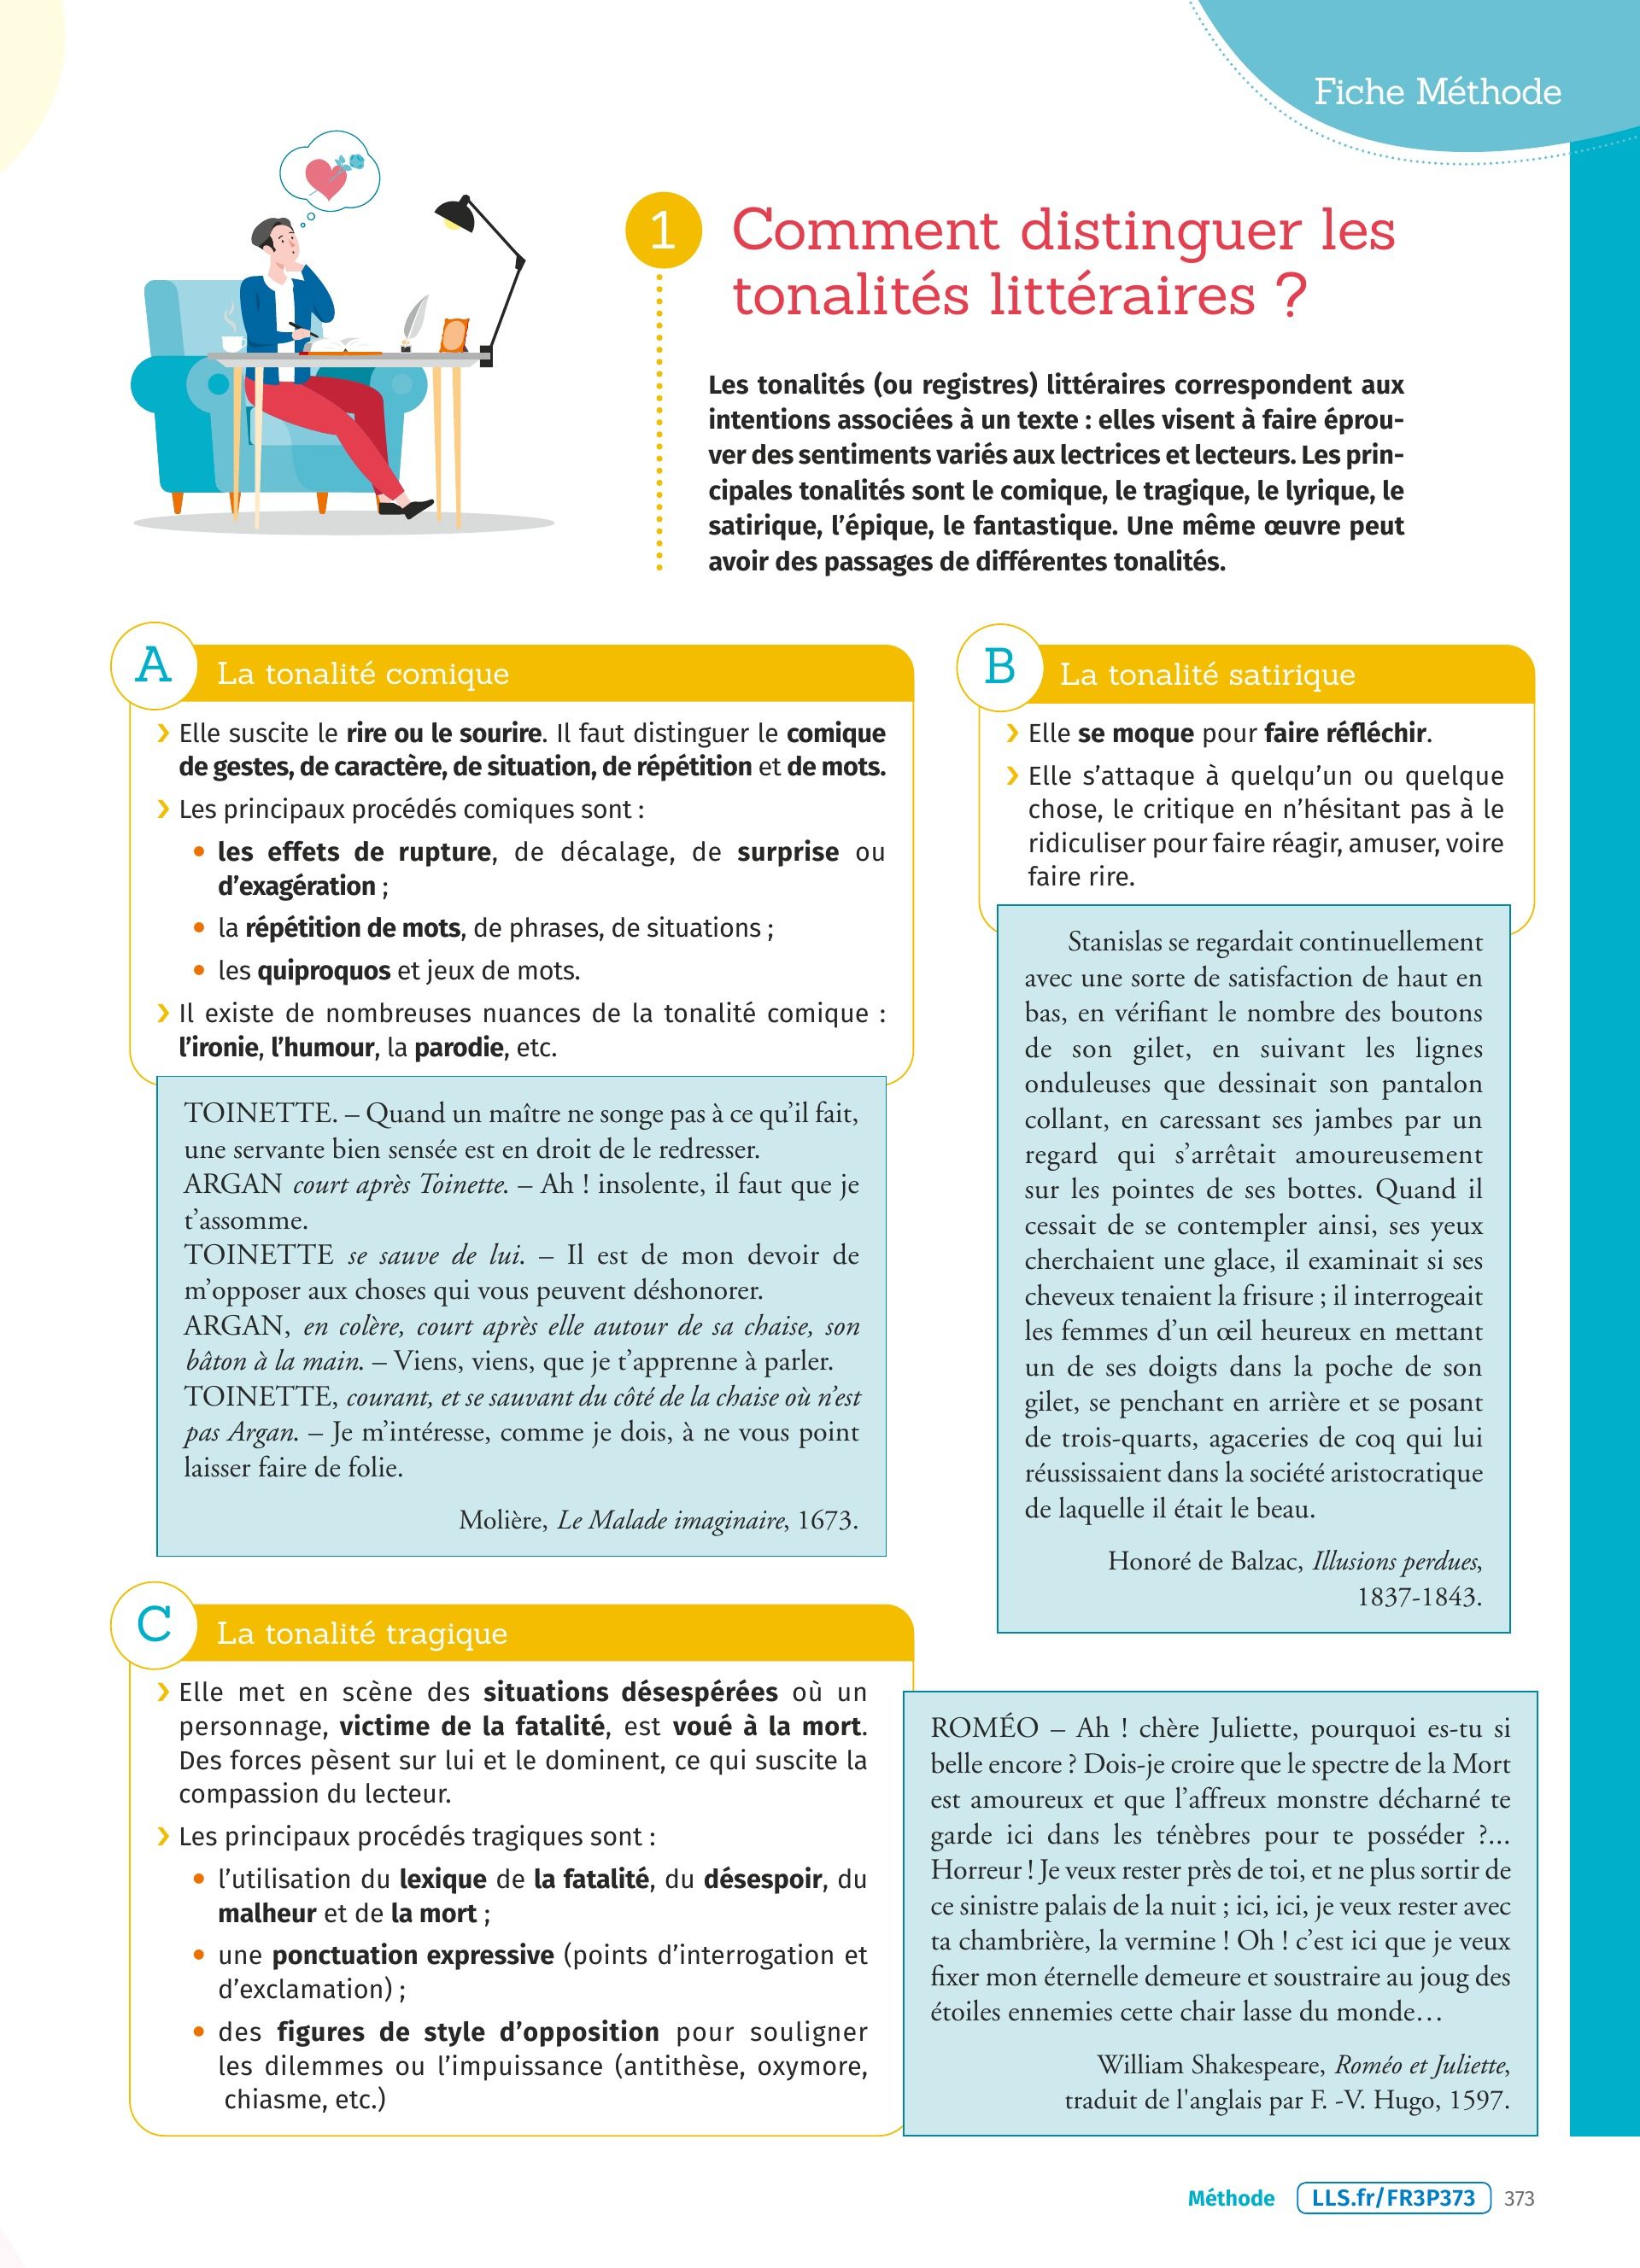 Fiche Méthode
1
Comment distinguer les
tonalités littéraires ?
Les tonalités (ou registres) littéraires correspondent aux
intentions associées à un texte : elles visent à faire éprou-
ver des sentiments variés aux lectrices et lecteurs. Les prin-
cipales tonalités sont le comique, le tragique, le lyrique, le
satirique, l’épique, le fantastique. Une même œuvre peut
avoir des passages de différentes tonalités.
A
La tonalité comique
❯ Elle suscite le rire ou le sourire. Il faut distinguer le comique
de gestes, de caractère, de situation, de répétition et de mots.
❯ Les principaux procédés comiques sont :
• les effets de rupture, de décalage, de surprise ou
d’exagération ;
• la répétition de mots, de phrases, de situations ;
• les quiproquos et jeux de mots.
❯ Il existe de nombreuses nuances de la tonalité comique :
l’ironie, l’humour, la parodie, etc.
TOINETTE. – Quand un maître ne songe pas à ce qu’il fait,
une servante bien sensée est en droit de le redresser.
ARGAN court après Toinette. – Ah ! insolente, il faut que je
t’assomme.
TOINETTE se sauve de lui. – Il est de mon devoir de
m’opposer aux choses qui vous peuvent déshonorer.
ARGAN, en colère, court après elle autour de sa chaise, son
bâton à la main. – Viens, viens, que je t’apprenne à parler.
TOINETTE, courant, et se sauvant du côté de la chaise où n’est
pas Argan. – Je m’intéresse, comme je dois, à ne vous point
laisser faire de folie.
Molière, Le Malade imaginaire, 1673.
B
La tonalité satirique
❯ Elle se moque pour faire réfléchir.
❯ Elle s’attaque à quelqu’un ou quelque
chose, le critique en n’hésitant pas à le
ridiculiser pour faire réagir, amuser, voire
faire rire.
Stanislas se regardait continuellement
avec une sorte de satisfaction de haut en
bas, en vérifiant le nombre des boutons
de son gilet, en suivant les lignes
onduleuses que dessinait son pantalon
collant, en caressant ses jambes par un
regard qui s’arrêtait amoureusement
sur les pointes de ses bottes. Quand il
cessait de se contempler ainsi, ses yeux
cherchaient une glace, il examinait si ses
cheveux tenaient la frisure ; il interrogeait
les femmes d’un œil heureux en mettant
un de ses doigts dans la poche de son
gilet, se penchant en arrière et se posant
de trois-quarts, agaceries de coq qui lui
réussissaient dans la société aristocratique
de laquelle il était le beau.
Honoré de Balzac, Illusions perdues,
1837-1843.
C
La tonalité tragique
❯ Elle met en scène des situations désespérées où un
personnage, victime de la fatalité, est voué à la mort.
Des forces pèsent sur lui et le dominent, ce qui suscite la
compassion du lecteur.
❯ Les principaux procédés tragiques sont :
• l’utilisation du lexique de la fatalité, du désespoir, du
malheur et de la mort ;
• une ponctuation expressive (points d’interrogation et
d’exclamation) ;
• des figures de style d’opposition pour souligner
les dilemmes ou l’impuissance (antithèse, oxymore,
chiasme, etc.)
ROMÉO – Ah ! chère Juliette, pourquoi es-tu si
belle encore ? Dois-je croire que le spectre de la Mort
est amoureux et que l’affreux monstre décharné te
garde ici dans les ténèbres pour te posséder ?...
Horreur ! Je veux rester près de toi, et ne plus sortir de
ce sinistre palais de la nuit ; ici, ici, je veux rester avec
ta chambrière, la vermine ! Oh ! c’est ici que je veux
fixer mon éternelle demeure et soustraire au joug des
étoiles ennemies cette chair lasse du monde…
William Shakespeare, Roméo et Juliette,
traduit de l'anglais par F. -V. Hugo, 1597.
Méthode LLS.fr/FR3P373 373